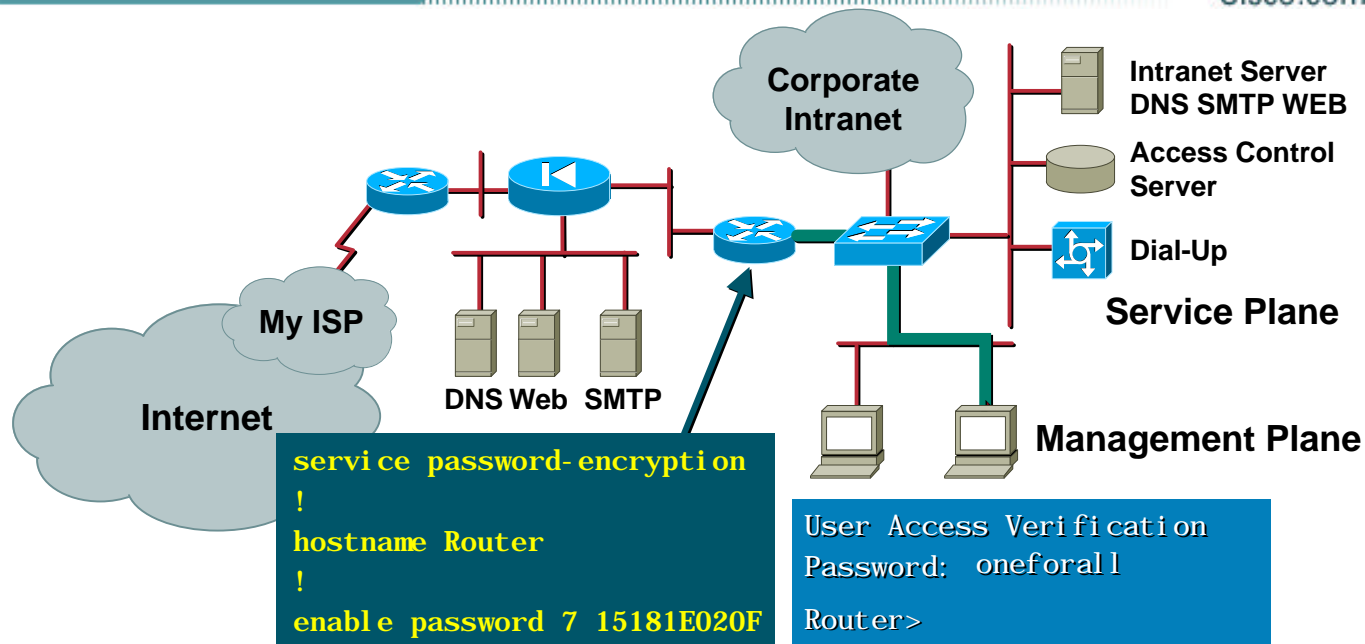 Corporate
Intranet
Intranet Server
DNS SMTP WEB
Access Control
Server
Dial-Up
Service Plane
My ISP
Internet
DNS Web SMTP
Management Plane
service password-encryption
!
hostname Router
!
enable password 7 15181E020F
User Access Verification
Password: oneforall
Router>